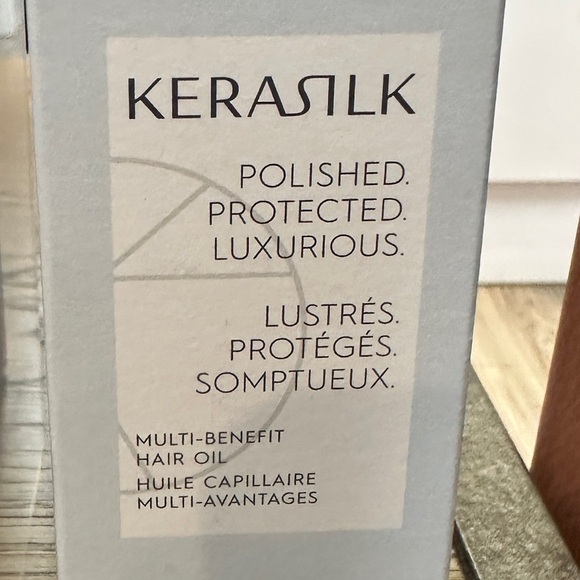 KERASILK
POLISHED.
PROTECTED.
LUXURIOUS.
LUSTRÉS.
PROTÉGÉS.
SOMPTUEUX.
MULTI-BENEFIT
HAIR OIL
HUILE CAPILLAIRE
MULTI-AVANTAGES